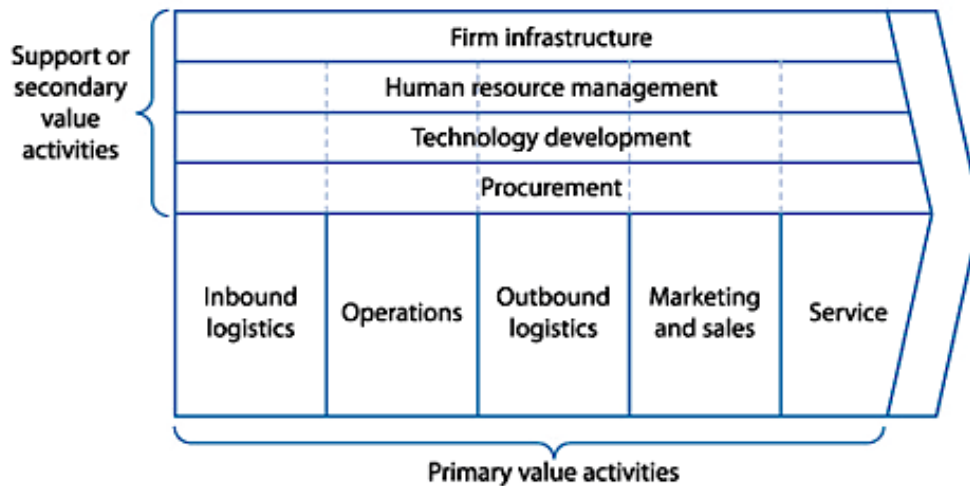 Support or
secondary
value
activities
Firm infrastructure
Human resource management
Technology development
Procurement
Inbound
logistics
Operations
Outbound
logistics
Marketing
and sales
Service
Primary value activities